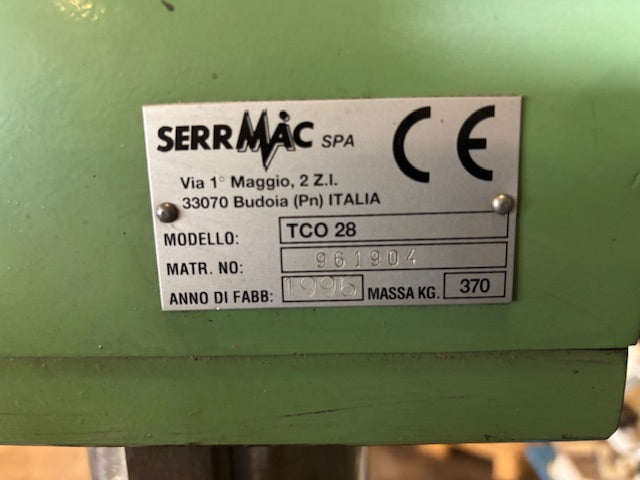 SERRMAC SPA
CE
Via 1° Maggio, 2 Z.I.
33070 Budoia (Pn) ITALIA
MODELLO: TCO 28
MATR. NO: 961904
ANNO DI FABB: 1996 MASSA KG. 370